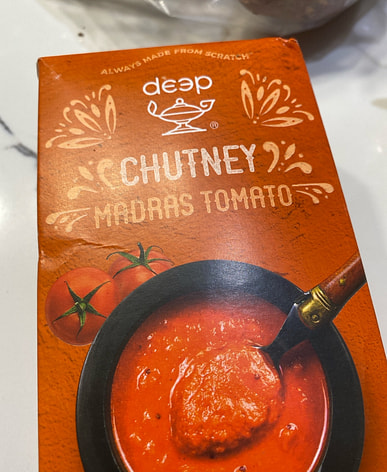 ALWAYS MADE FROM SCRATCH
deep
®
CHUTNEY
MADRAS TOMATO